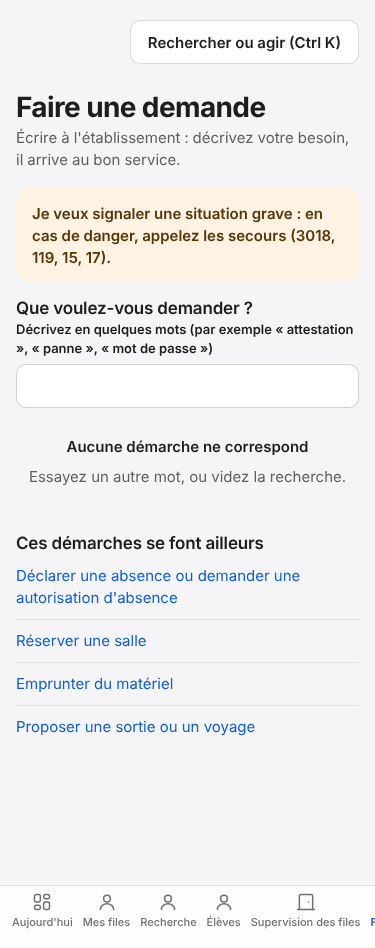 Rechercher ou agir (Ctrl K)
Faire une demande
Écrire à l'établissement : décrivez votre besoin,
il arrive au bon service.
Je veux signaler une situation grave : en
cas de danger, appelez les secours (3018,
119, 15, 17).
Que voulez-vous demander ?
Décrivez en quelques mots (par exemple « attestation
», « panne », « mot de passe »)
Aucune démarche ne correspond
Essayez un autre mot, ou videz la recherche.
Ces démarches se font ailleurs
Déclarer une absence ou demander une
autorisation d'absence
Réserver une salle
Emprunter du matériel
Proposer une sortie ou un voyage
Aujourd'hui Mes files Recherche Élèves Supervision des files